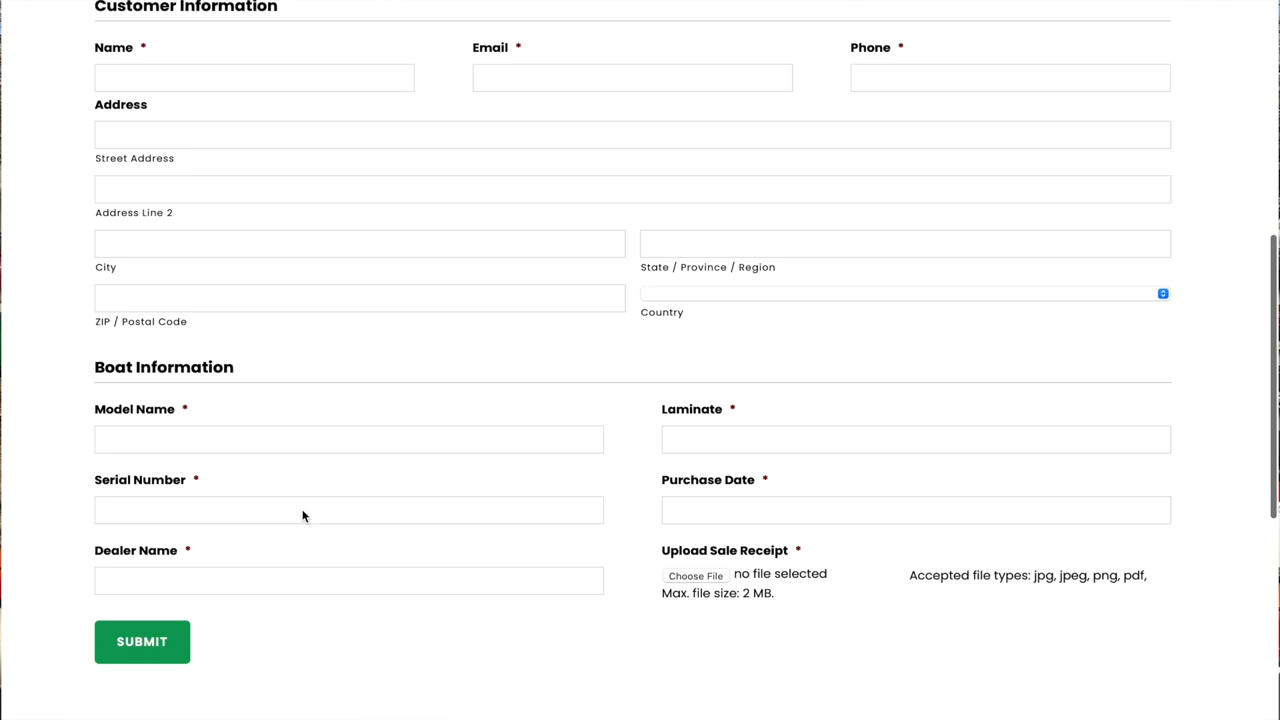 Customer Information
Name * Email * Phone *
Address
Street Address
Address Line 2
City State / Province / Region
ZIP / Postal Code Country
Boat Information
Model Name * Laminate *
Serial Number * Purchase Date *
Dealer Name * Upload Sale Receipt *
Choose File no file selected Accepted file types: jpg, jpeg, png, pdf,
Max. file size: 2 MB.
SUBMIT